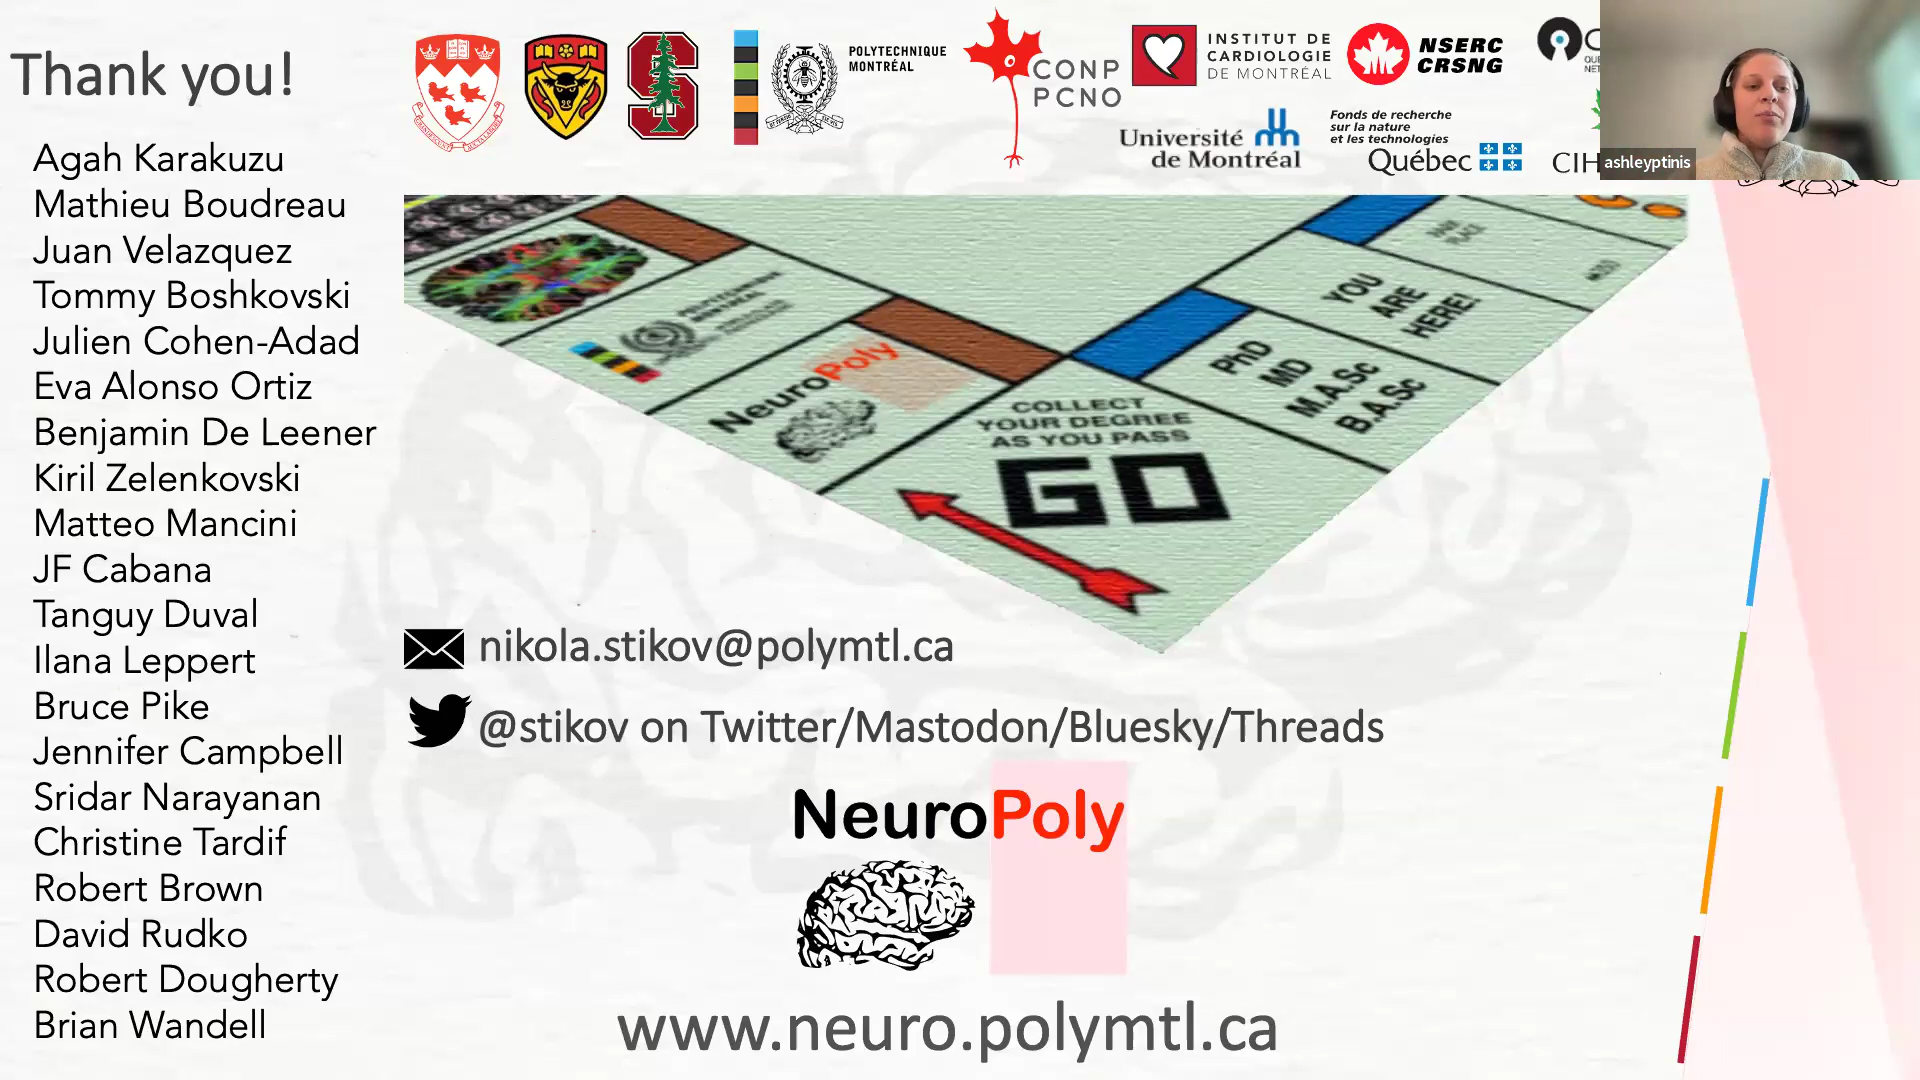 Thank you!
Agah Karakuzu
Mathieu Boudreau
Juan Velazquez
Tommy Boshkovski
Julien Cohen-Adad
Eva Alonso Ortiz
Benjamin De Leener
Kiril Zelenkovski
Matteo Mancini
JF Cabana
Tanguy Duval
Ilana Leppert
Bruce Pike
Jennifer Campbell
Sridar Narayanan
Christine Tardif
Robert Brown
David Rudko
Robert Dougherty
Brian Wandell
POLYTECHNIQUE
MONTRÉAL
CONP
PCNO
INSTITUT DE
CARDIOLOGIE
DE MONTRÉAL
NSERC
CRSNG
Université
de Montréal
Fonds de recherche
sur la nature
et les technologies
Québec
CIH
ashleyptinis
POLYTECHNIQUE
MONTRÉAL
NeuroPoly
COLLECT
YOUR DEGREE
AS YOU PASS
GO
PhD
MD
M.A.Sc
B.A.Sc
YOU
ARE
HERE!
PARK
PLACE
nikola.stikov@polymtl.ca
@stikov on Twitter/Mastodon/Bluesky/Threads
NeuroPoly
www.neuro.polymtl.ca